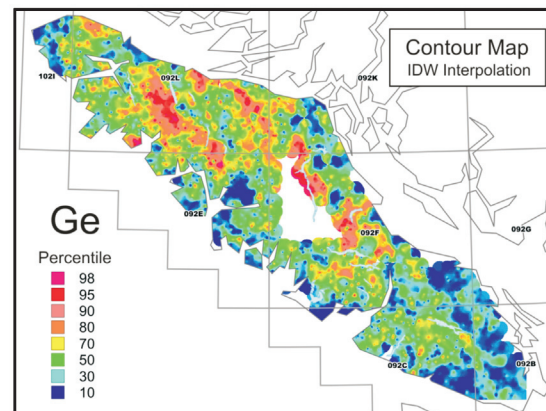 Contour Map
IDW Interpolation
102I
092L
092K
092E
092F
092G
092C
092B
Ge
Percentile
98
95
90
80
70
50
30
10